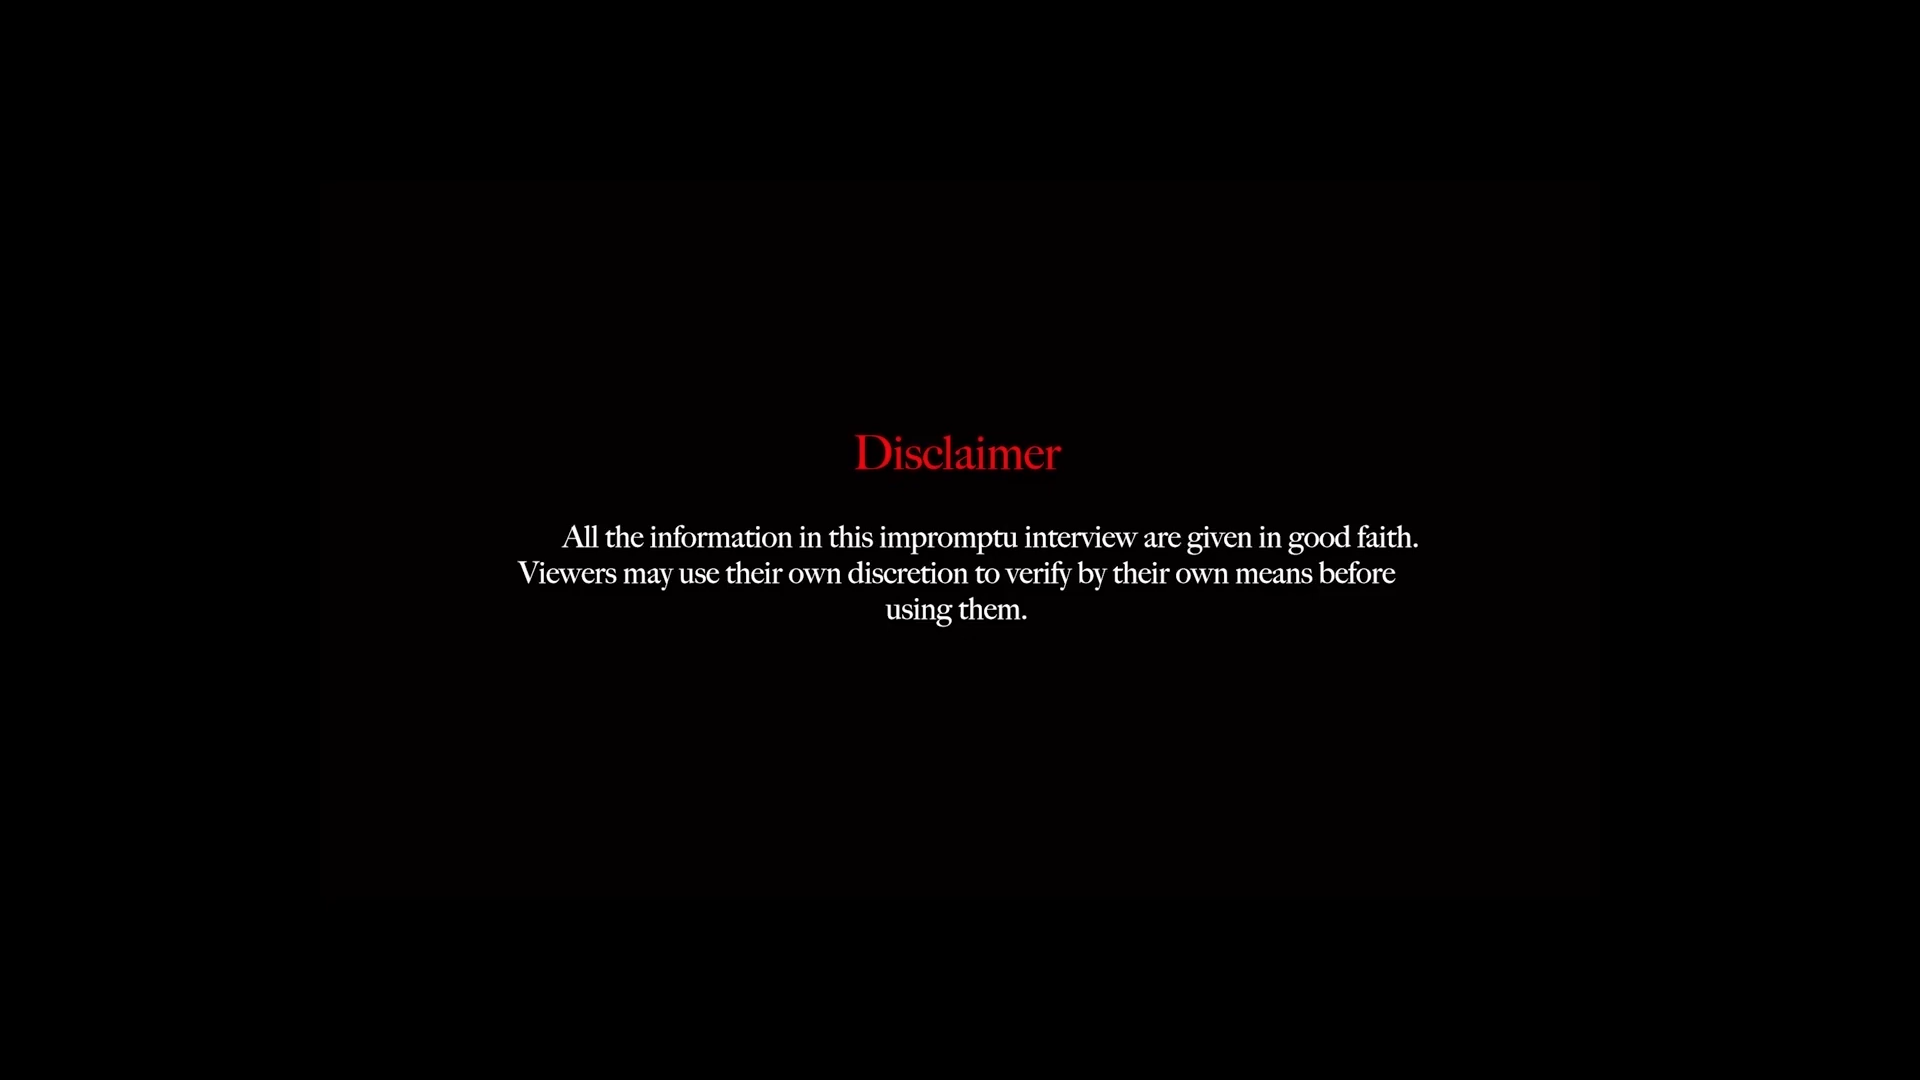 Disclaimer
All the information in this impromptu interview are given in good faith.
Viewers may use their own discretion to verify by their own means before
using them.